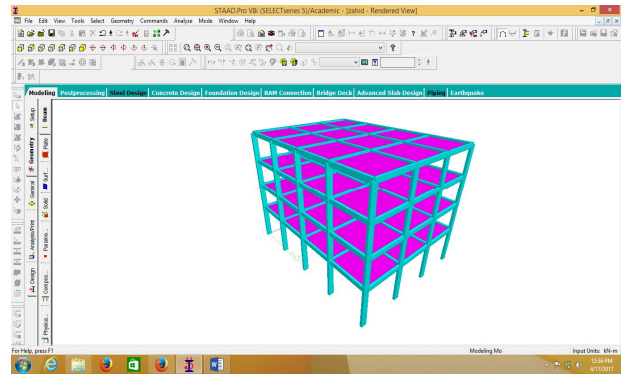 STAAD.Pro V8i (SELECTseries 5)/Academic - [zahid - Rendered View]
File Edit View Tools Select Geometry Commands Analyze Mode Window Help
Modeling Postprocessing Steel Design Concrete Design Foundation Design RAM Connection Bridge Deck Advanced Slab Design Piping Earthquake
Setup
Geometry
General
Analysis/Print
Design
Beam
Plate
Surf...
Solid
Parame...
Compos...
Physica...
For Help, press F1
Modeling Mo
Input Units: kN-m
12:36 PM
4/17/2017